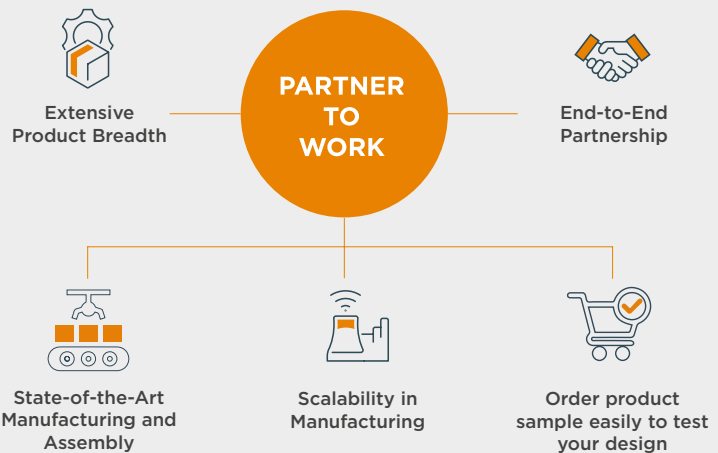 PARTNER
TO
WORK
Extensive
Product Breadth
End-to-End
Partnership
State-of-the-Art
Manufacturing and
Assembly
Scalability in
Manufacturing
Order product
sample easily to test
your design